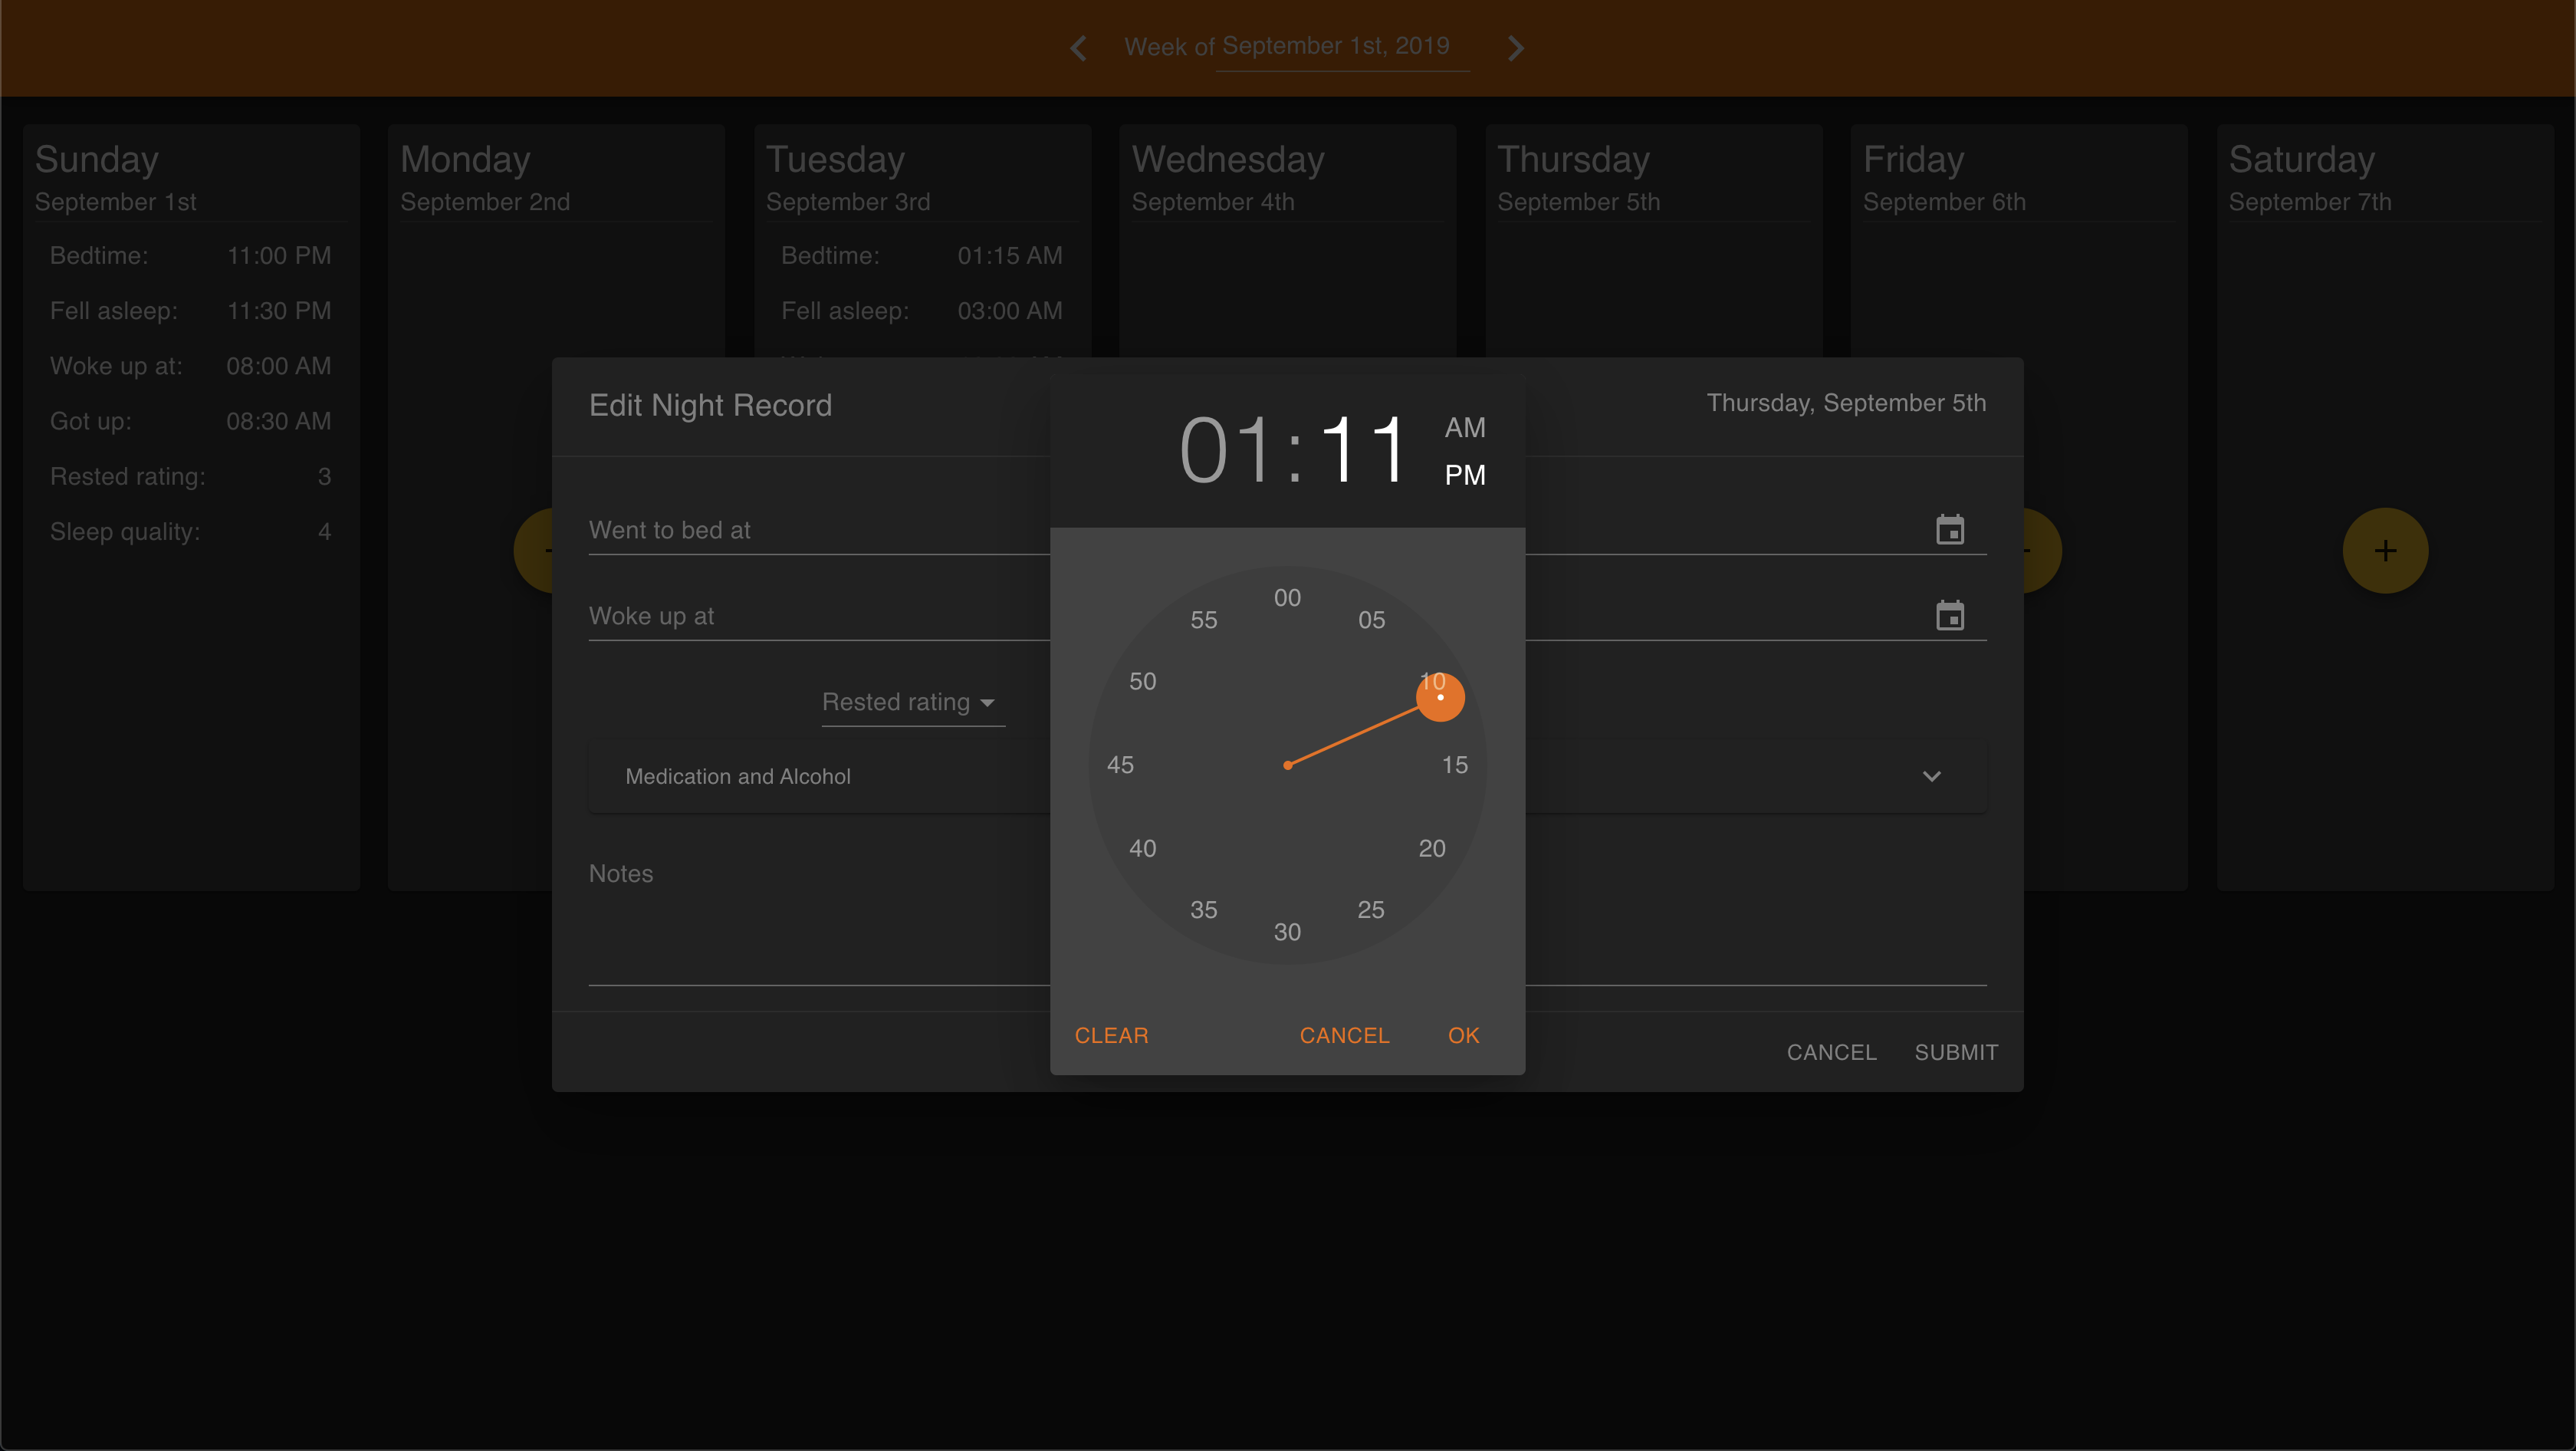 Week of September 1st, 2019
Sunday
September 1st
Bedtime: 11:00 PM
Fell asleep: 11:30 PM
Woke up at: 08:00 AM
Got up: 08:30 AM
Rested rating: 3
Sleep quality: 4
Monday
September 2nd
Tuesday
September 3rd
Bedtime: 01:15 AM
Fell asleep: 03:00 AM
Wednesday
September 4th
Thursday
September 5th
Friday
September 6th
Saturday
September 7th
+
Edit Night Record
Thursday, September 5th
Went to bed at
Woke up at
Rested rating
Medication and Alcohol
Notes
CANCEL SUBMIT
01:11
AM
PM
00
05
10
15
20
25
30
35
40
45
50
55
CLEAR CANCEL OK